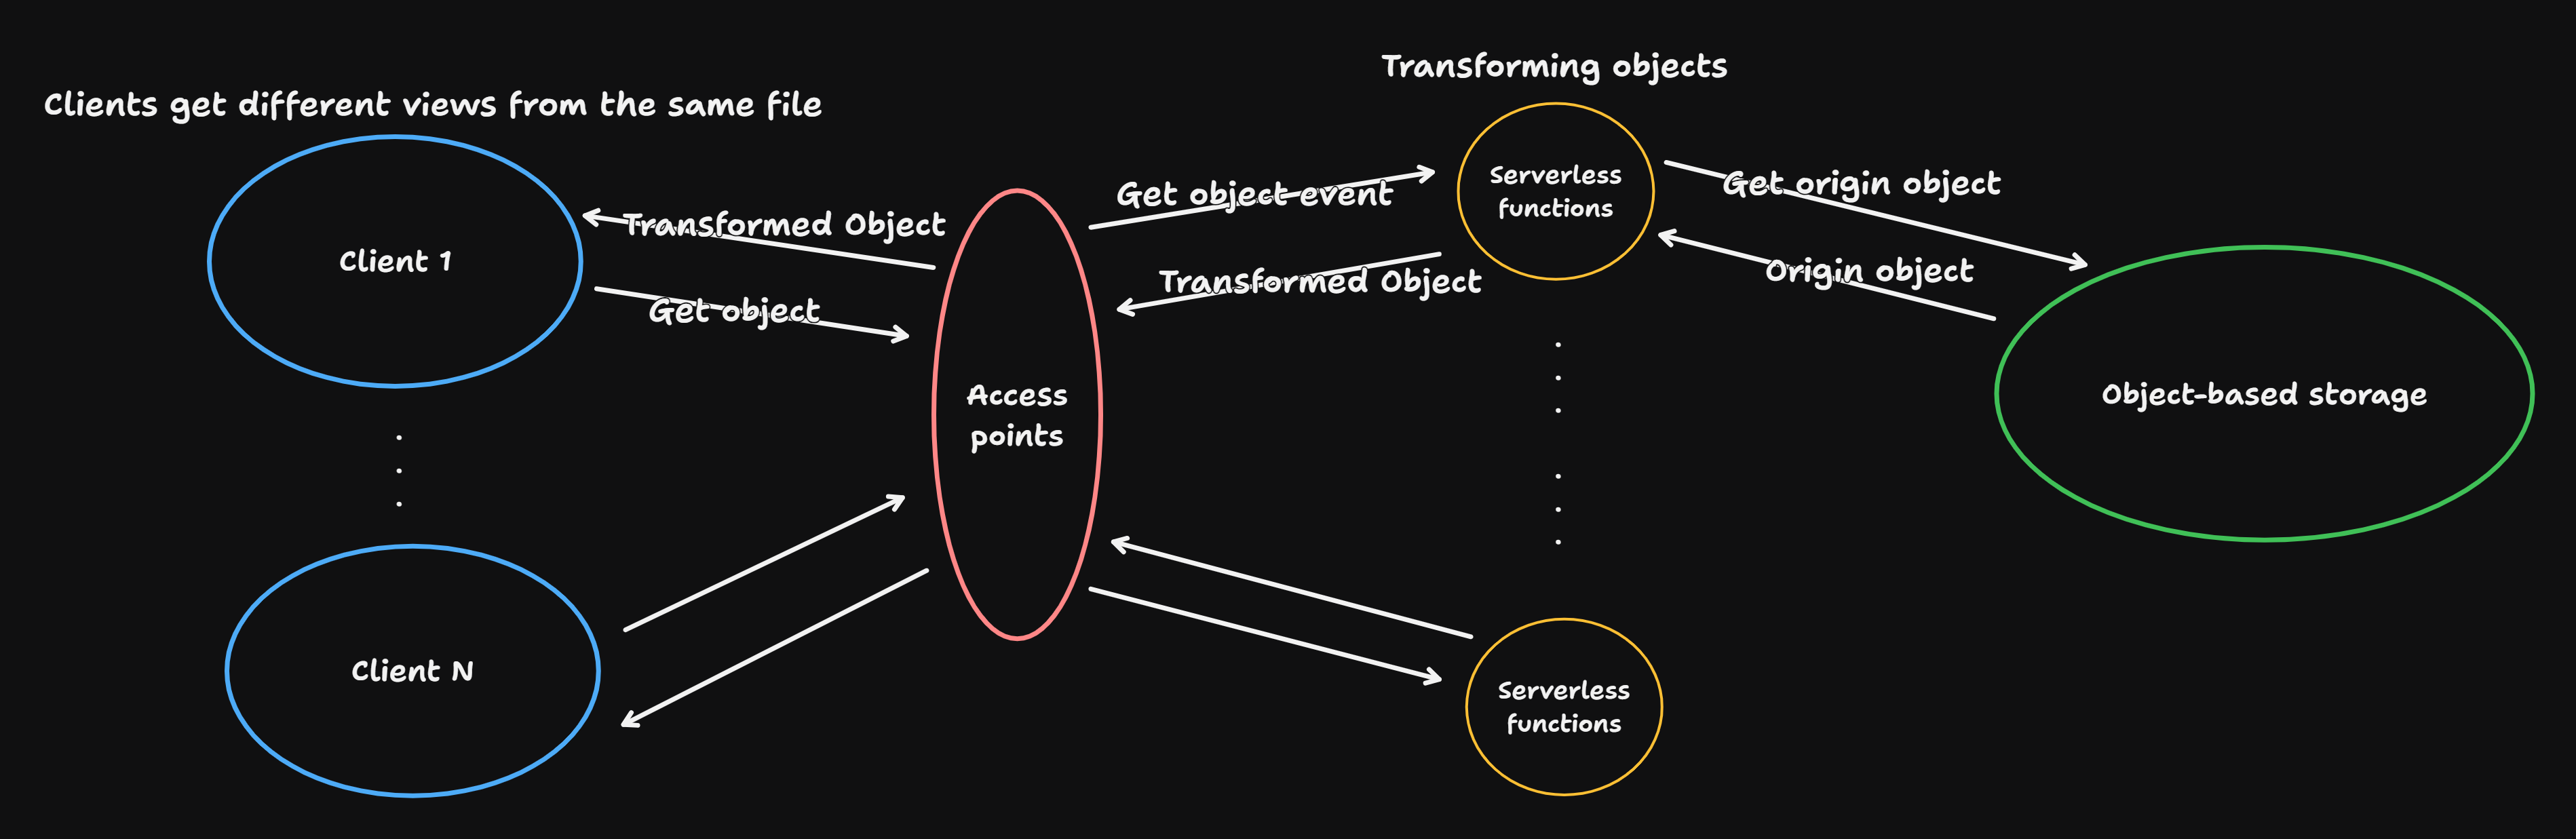 Transforming objects
Clients get different views from the same file
Client 1
Transformed Object
Get object
Access
points
Get object event
Transformed Object
Serverless
functions
Get origin object
Origin object
Object-based storage
Client N
Serverless
functions